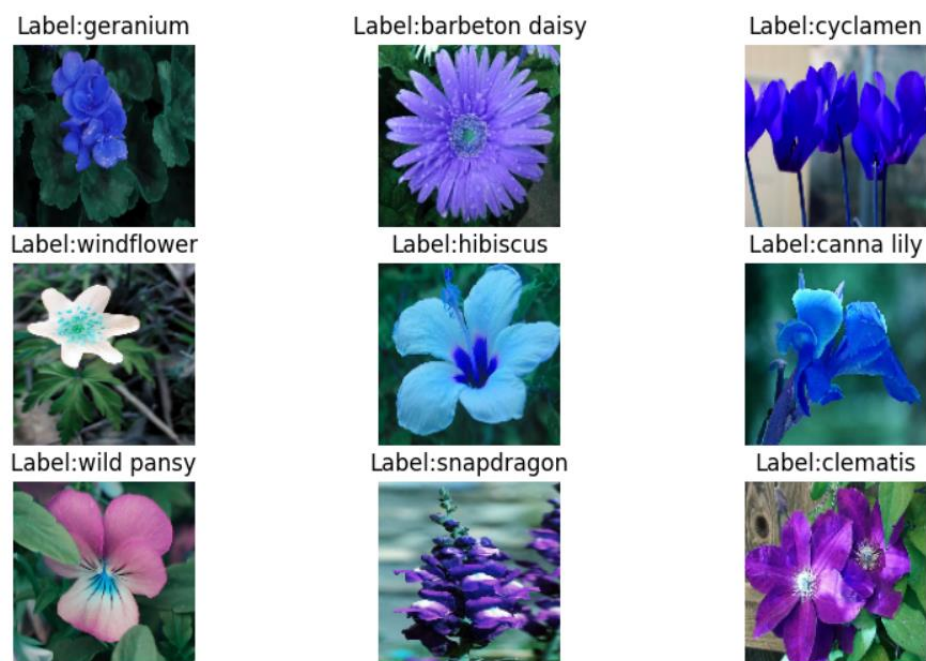 Label:geranium
Label:barbeton daisy
Label:cyclamen
Label:windflower
Label:hibiscus
Label:canna lily
Label:wild pansy
Label:snapdragon
Label:clematis